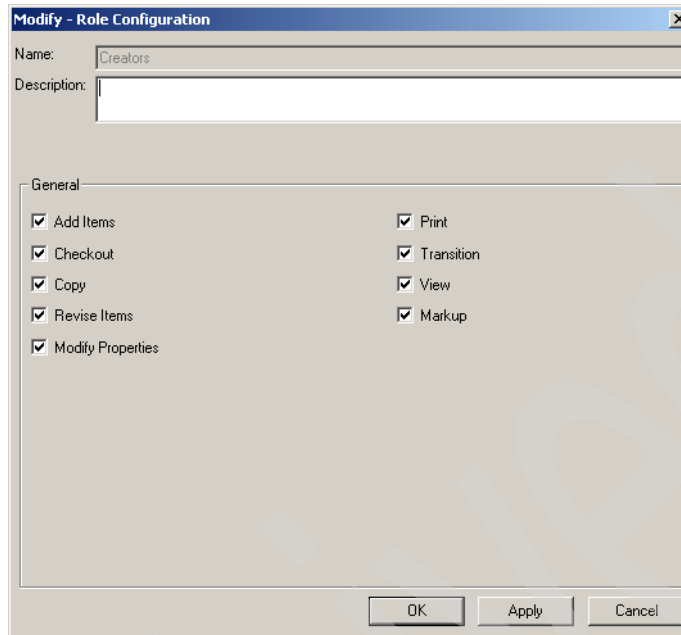 Modify - Role Configuration
Name: Creators
Description:
General
Add Items
Print
Checkout
Transition
Copy
View
Revise Items
Markup
Modify Properties
OK Apply Cancel